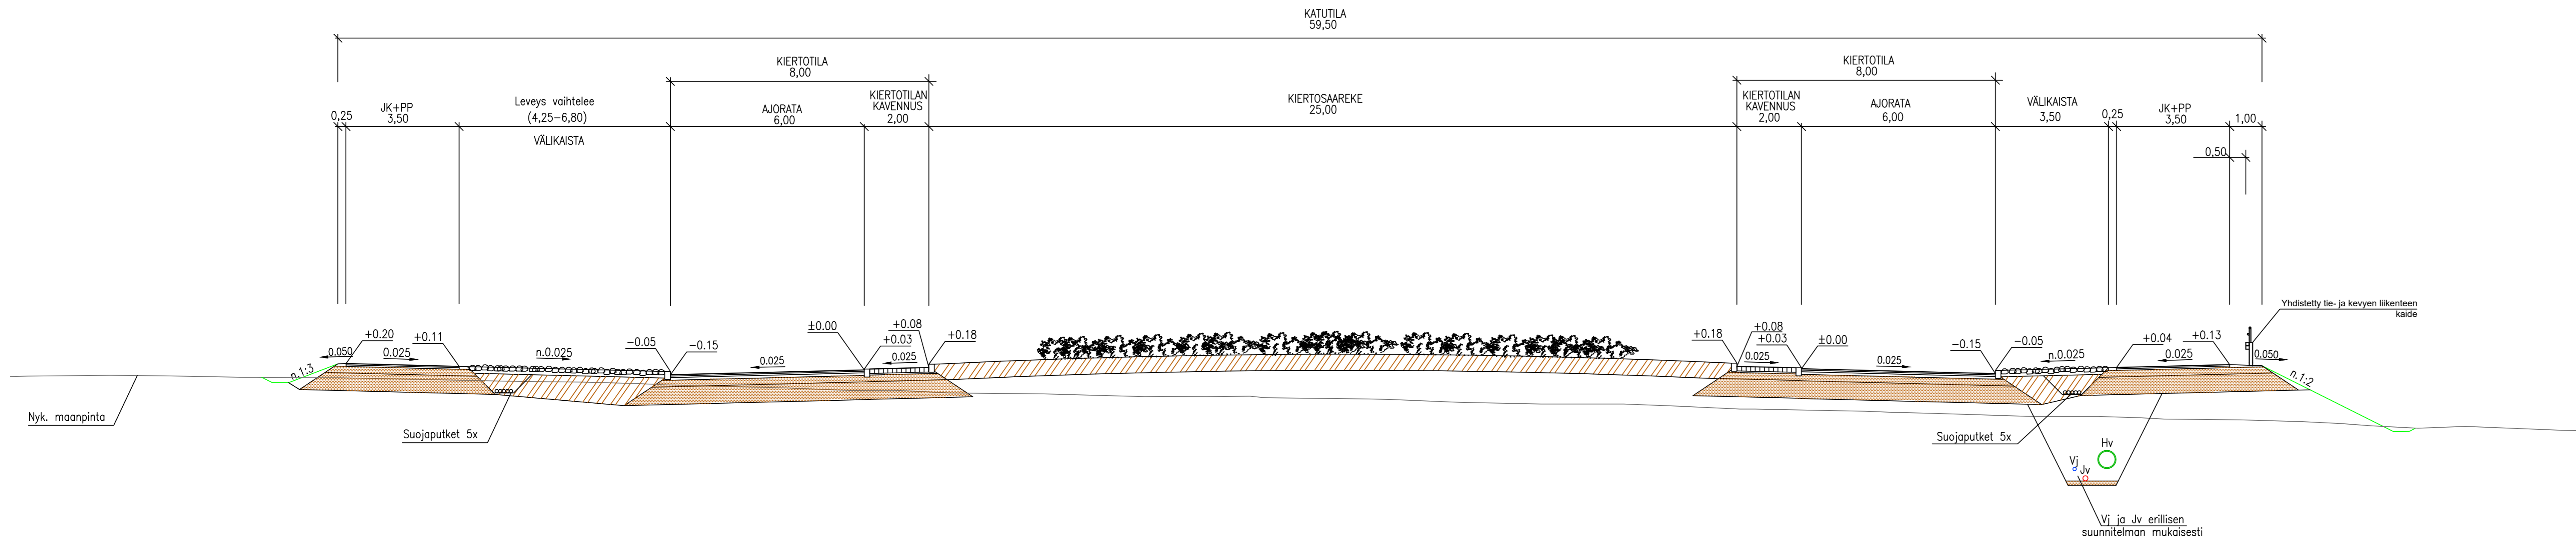 KATUTILA
59,50
KIERTOTILA
8,00
KIERTOTILA
8,00
0,25
JK+PP
3,50
Leveys vaihtelee
(4,25-6,80)
VÄLIKAISTA
AJORATA
6,00
KIERTOTILAN
KAVENNUS
2,00
KIERTOSAAREKE
25,00
KIERTOTILAN
KAVENNUS
2,00
AJORATA
6,00
VÄLIKAISTA
3,50
0,25
JK+PP
3,50
1,00
0,50
Yhdistetty tie- ja kevyen liikenteen
kaide
n.1:3
0.050
+0.20
0.025
+0.11
n.0.025
-0.05
-0.15
0.025
±0.00
+0.08
+0.03
0.025
+0.18
+0.18
+0.08
+0.03
0.025
±0.00
0.025
-0.15
-0.05
n.0.025
+0.04
0.025
+0.13
0.050
n.1:2
Nyk. maanpinta
Suojaputket 5x
Suojaputket 5x
Hv
Vj
Jv
Vj ja Jv erillisen
suunnitelman mukaisesti